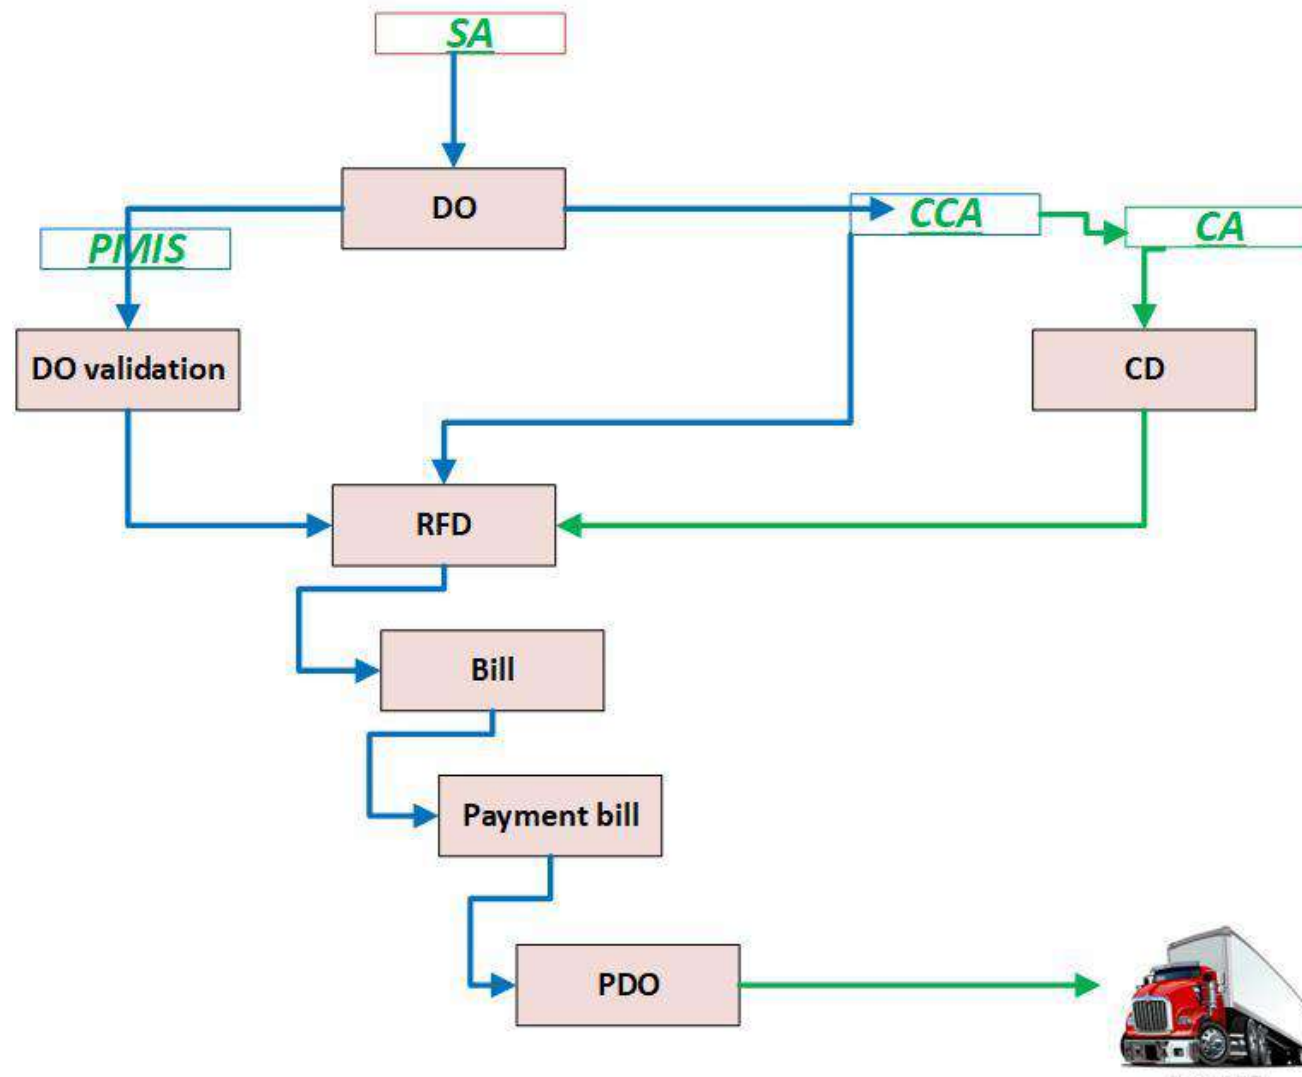 SA
DO
CCA
CA
PMIS
DO validation
CD
RFD
Bill
Payment bill
PDO